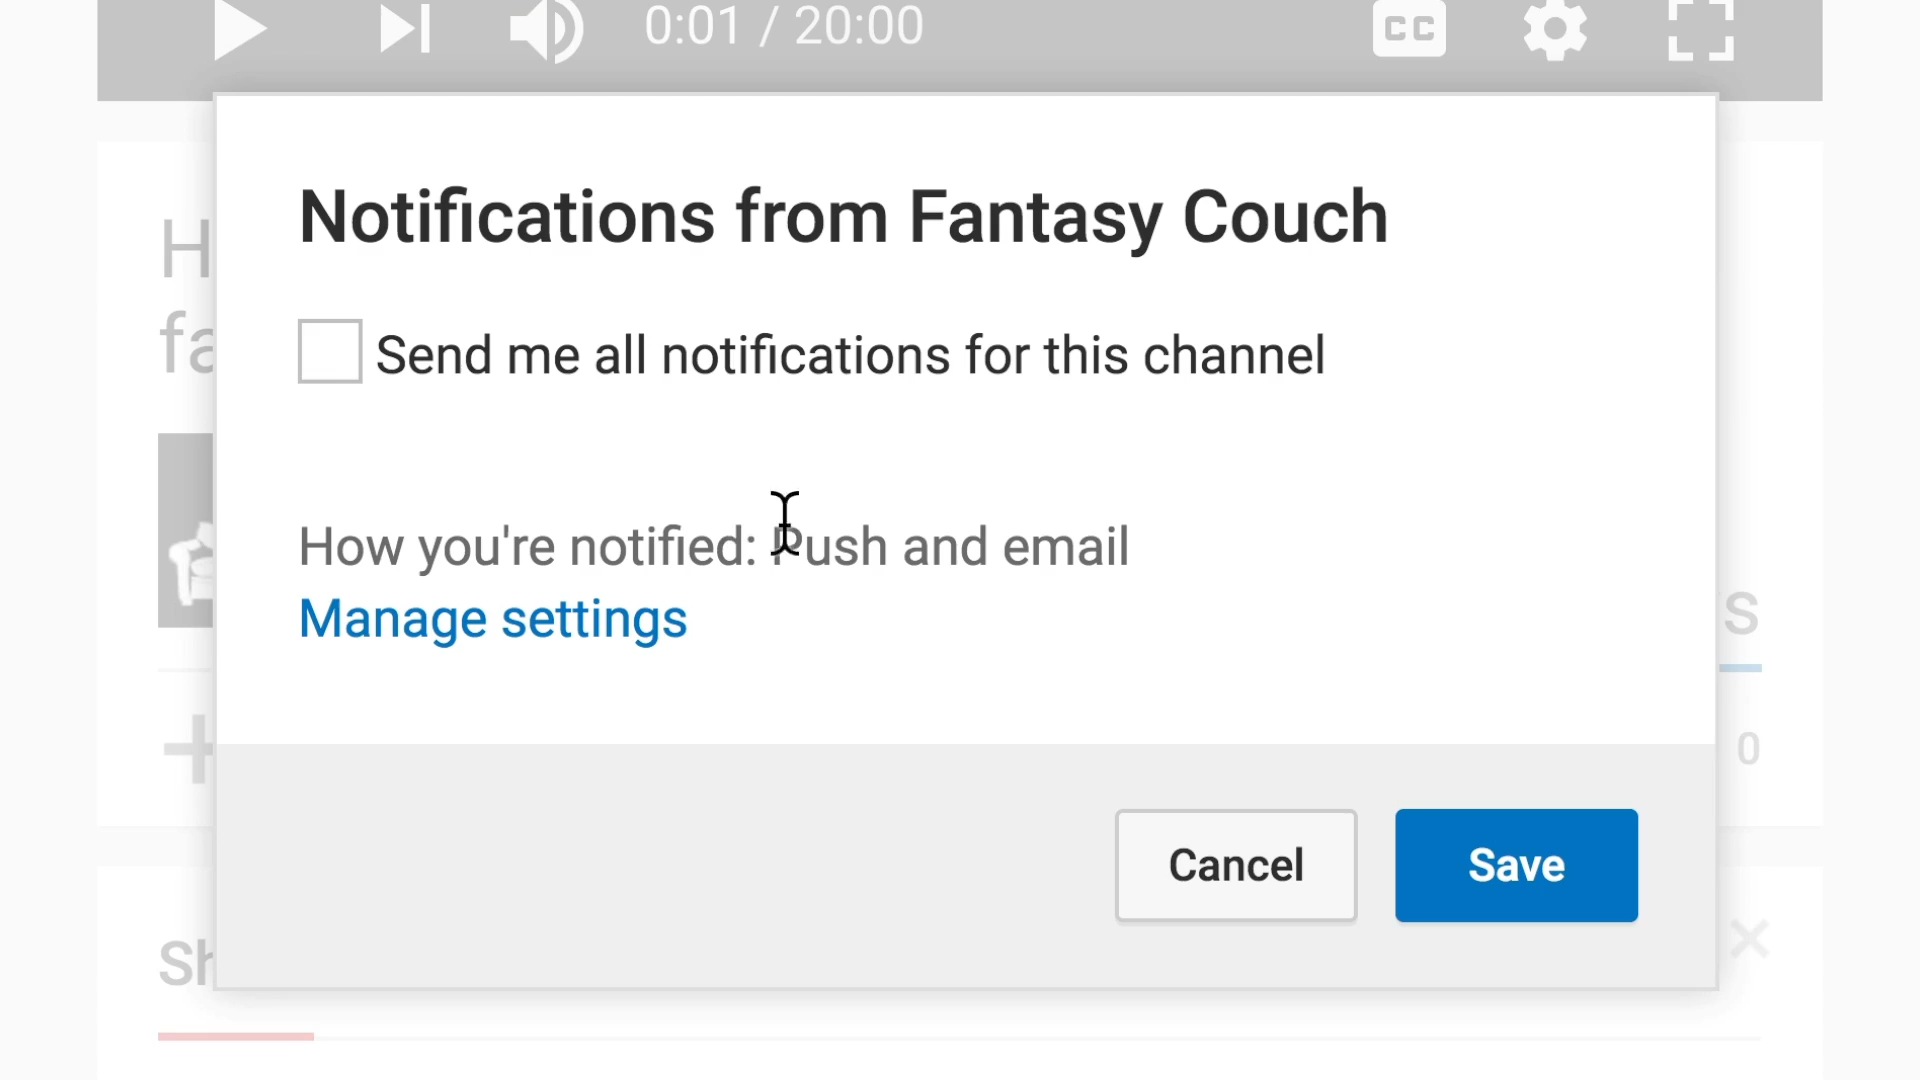 0:01 / 20:00
CC
Notifications from Fantasy Couch
Send me all notifications for this channel
How you're notified: Push and email
Manage settings
0
Cancel
Save